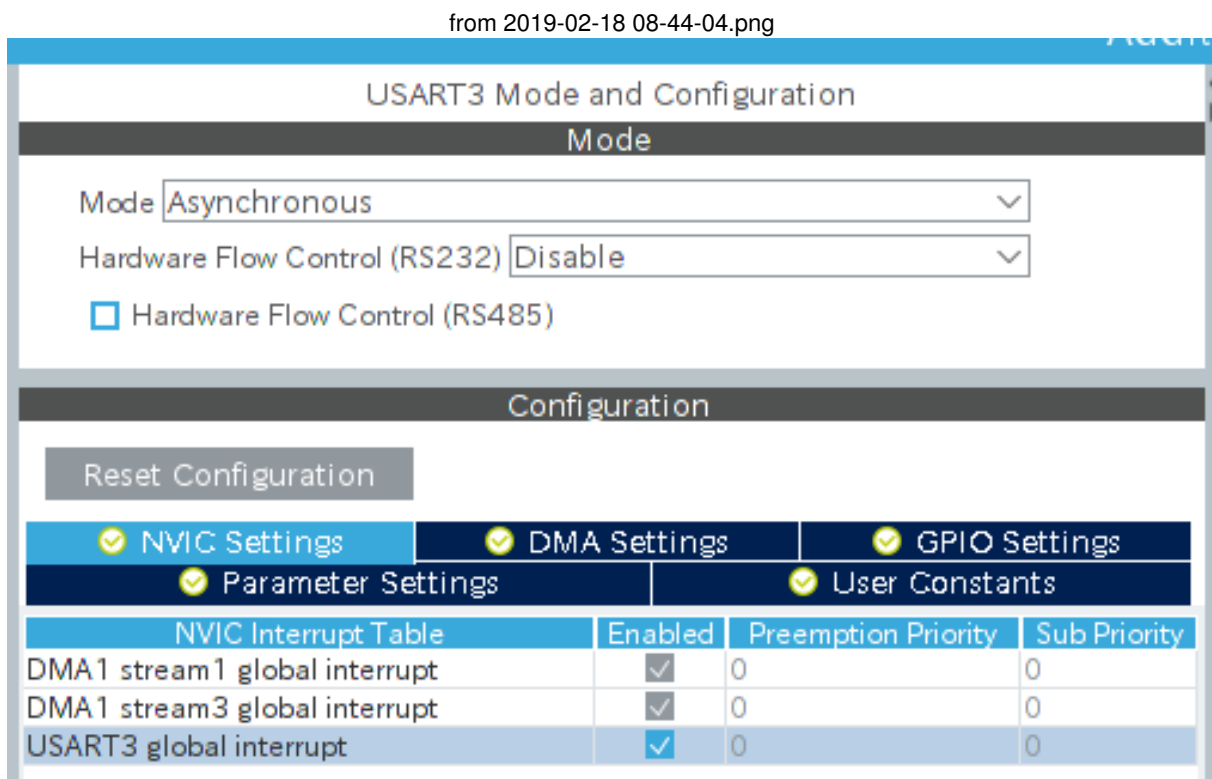 from 2019-02-18 08-44-04.png
USART3 Mode and Configuration
Mode
Mode Asynchronous
Hardware Flow Control (RS232) Disable
Hardware Flow Control (RS485)
Configuration
Reset Configuration
NVIC Settings DMA Settings GPIO Settings
Parameter Settings User Constants
NVIC Interrupt Table Enabled Preemption Priority Sub Priority
DMA1 stream1 global interrupt 0 0
DMA1 stream3 global interrupt 0 0
USART3 global interrupt 0 0